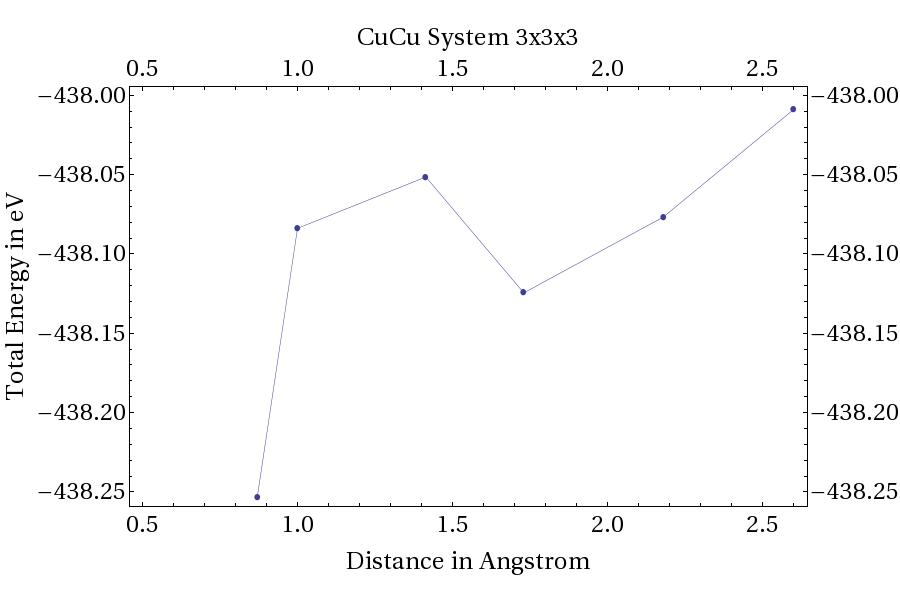 CuCu System 3x3x3
0.5 1.0 1.5 2.0 2.5
−438.00 −438.00
−438.05 −438.05
−438.10 −438.10
−438.15 −438.15
−438.20 −438.20
−438.25 −438.25
Total Energy in eV
0.5 1.0 1.5 2.0 2.5
Distance in Angstrom